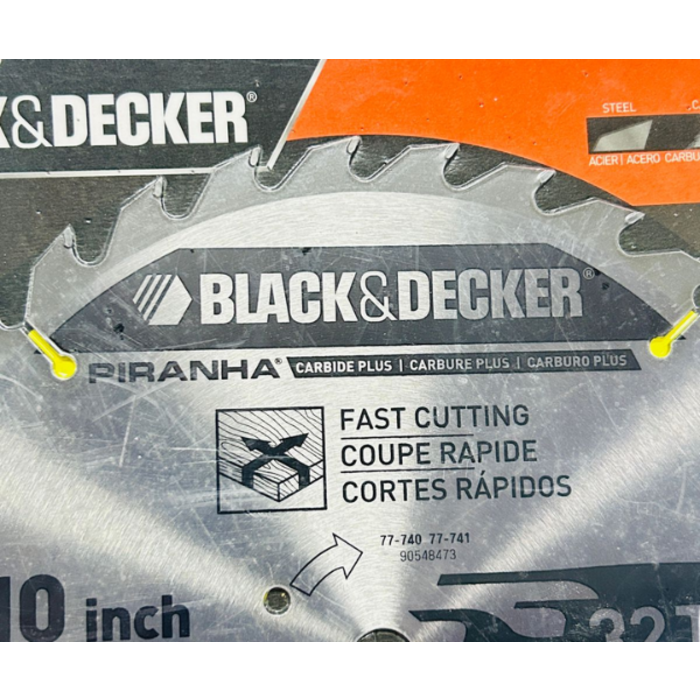 K&DECKER®
STEEL
ACIER | ACERO
BLACK&DECKER®
PIRANHA® CARBIDE PLUS | CARBURE PLUS | CARBURO PLUS
FAST CUTTING
COUPE RAPIDE
CORTES RÁPIDOS
77-740 77-741
90548473
10 inch
32T